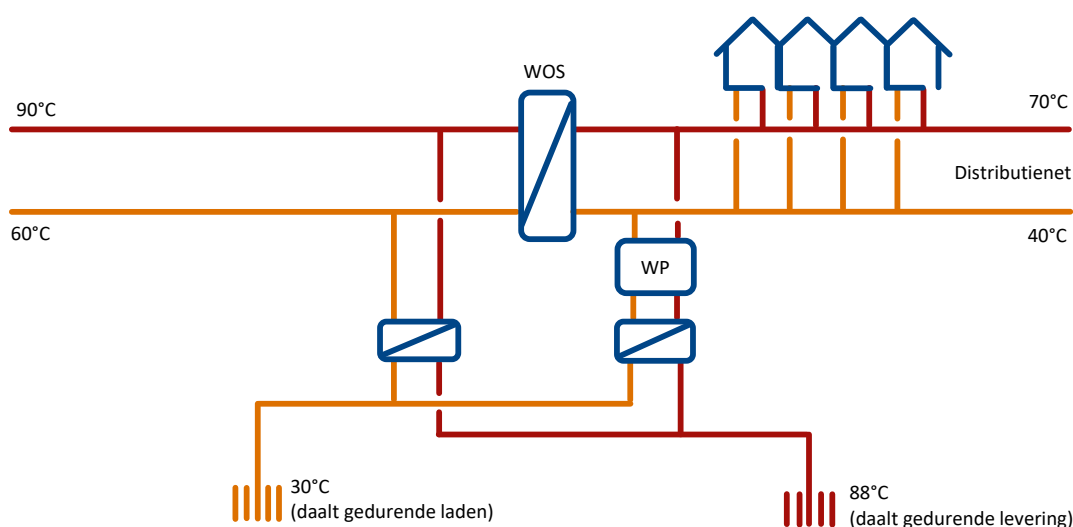 WOS
90°C
70°C
Distributienet
60°C
40°C
WP
30°C
(daalt gedurende laden)
88°C
(daalt gedurende levering)